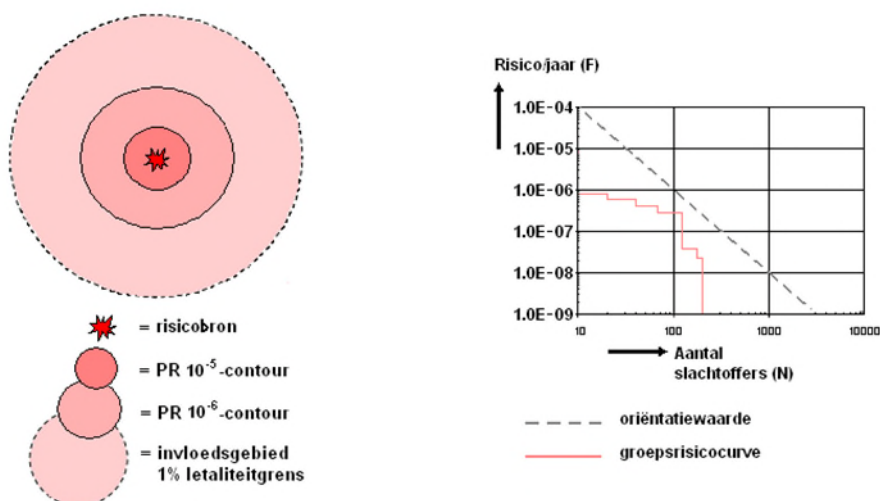 = risicobron
= PR 10⁻⁵-contour
= PR 10⁻⁶-contour
= invloedsgebied
1% letaliteitgrens
Risico/jaar (F)
1.0E-04
1.0E-05
1.0E-06
1.0E-07
1.0E-08
1.0E-09
10 100 1000 10000
Aantal
slachtoffers (N)
oriëntatiewaarde
groepsrisicocurve